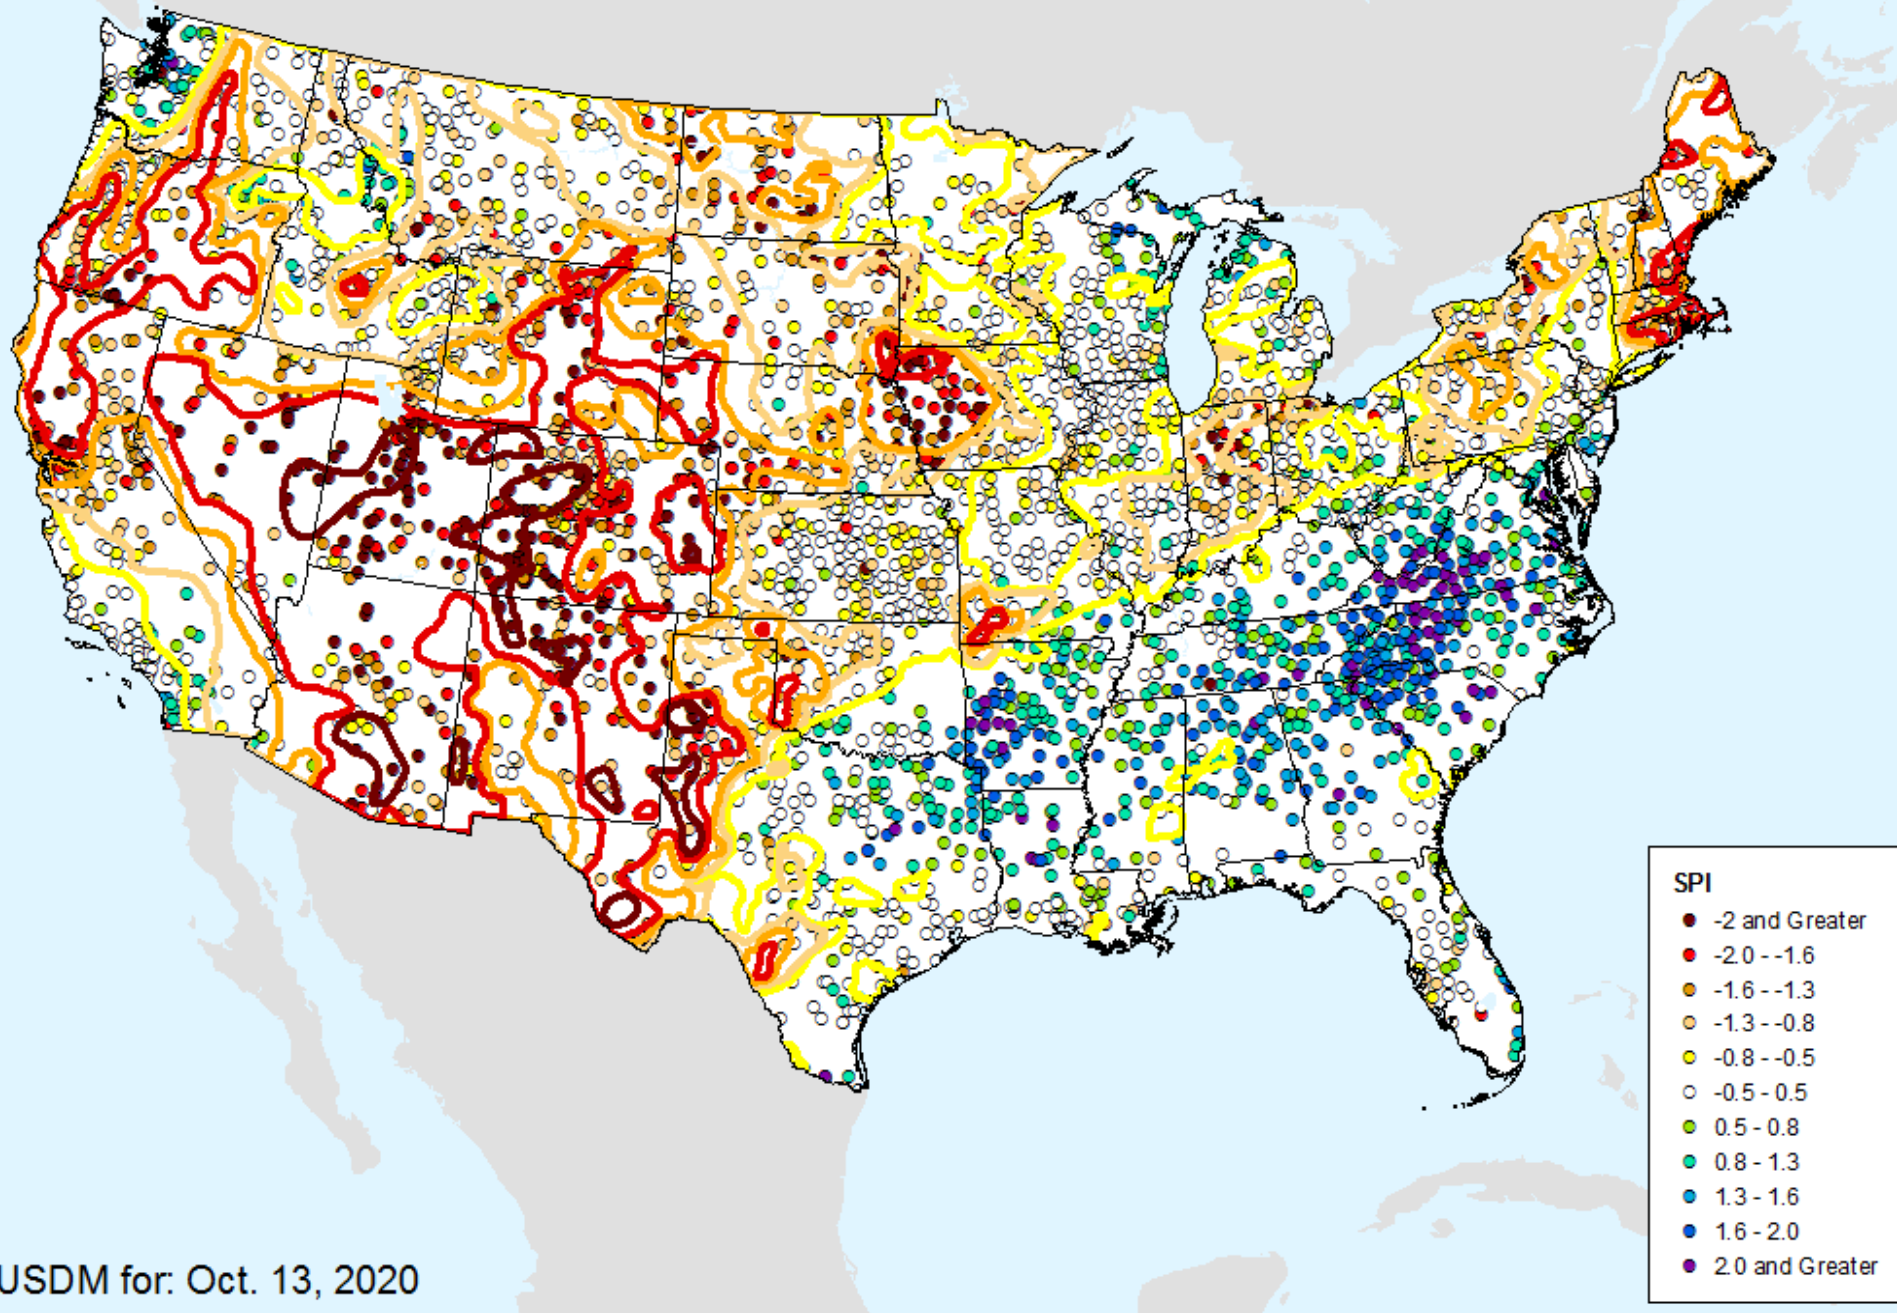 SPI
-2 and Greater
-2.0 - -1.6
-1.6 - -1.3
-1.3 - -0.8
-0.8 - -0.5
-0.5 - 0.5
0.5 - 0.8
0.8 - 1.3
1.3 - 1.6
1.6 - 2.0
2.0 and Greater
USDM for: Oct. 13, 2020